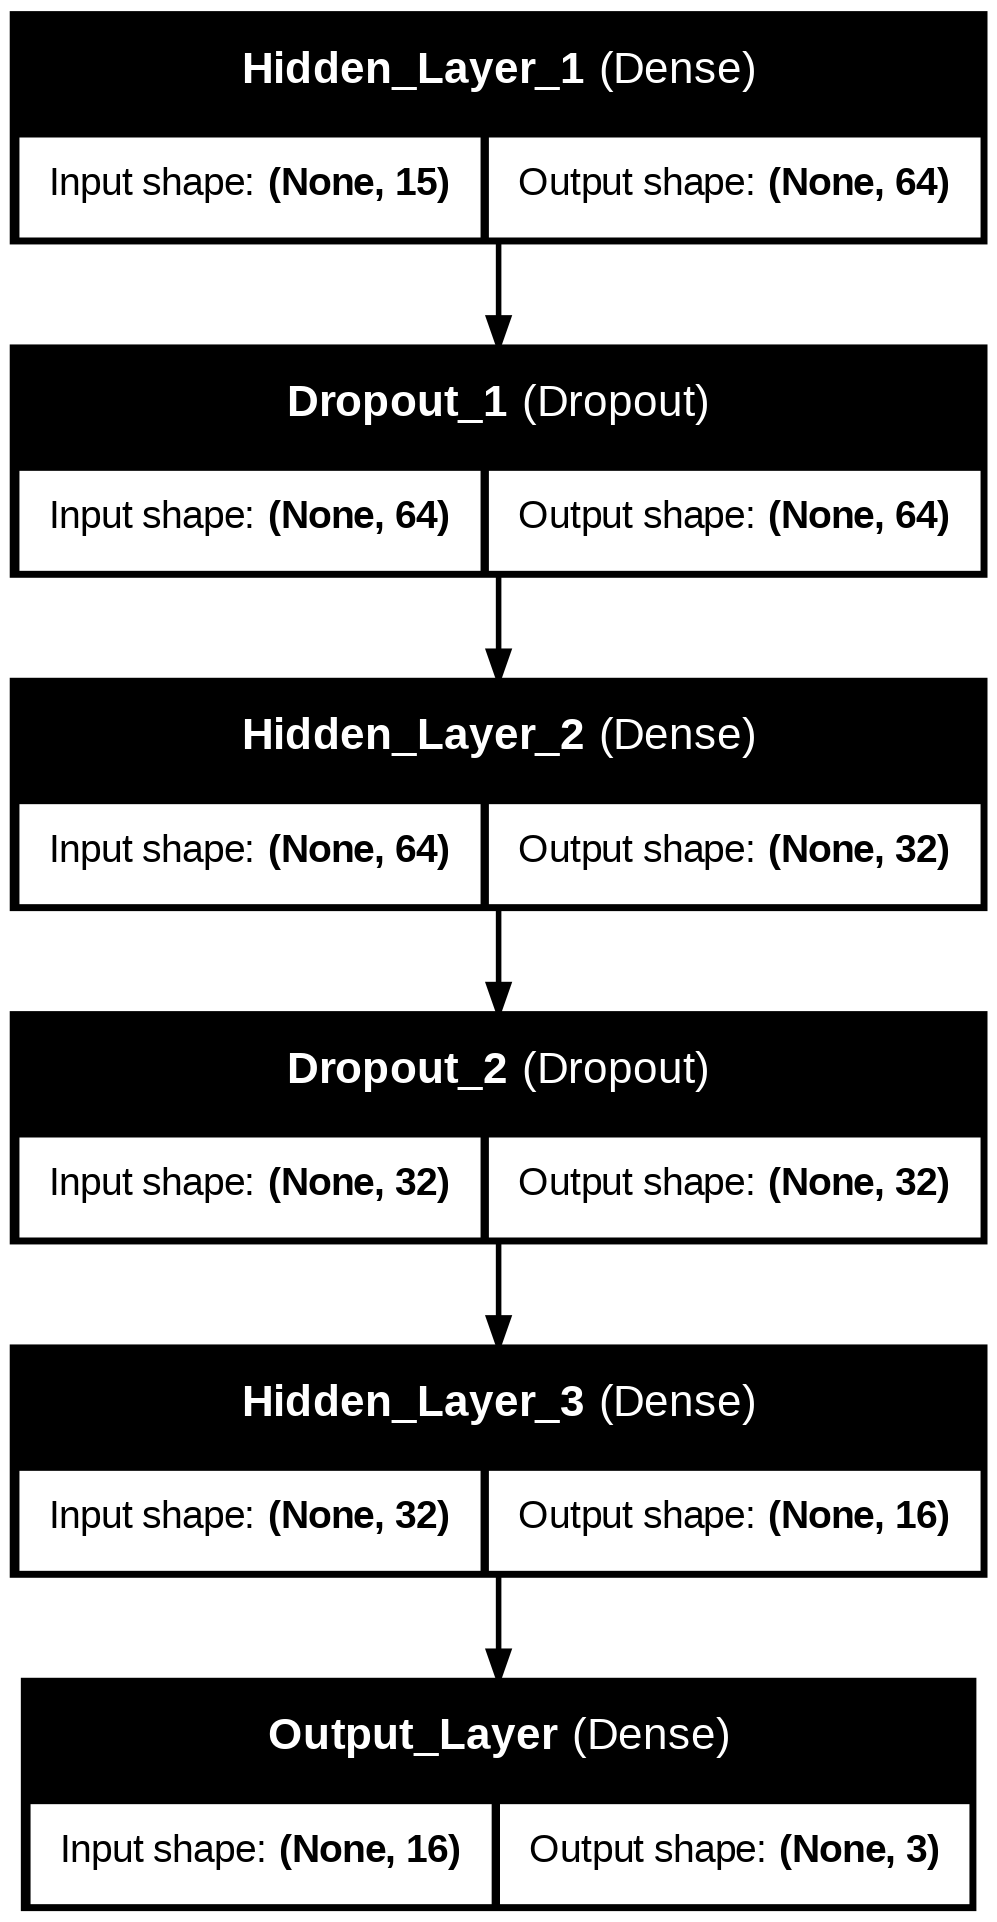 Hidden_Layer_1 (Dense)
Input shape: (None, 15) Output shape: (None, 64)
Dropout_1 (Dropout)
Input shape: (None, 64) Output shape: (None, 64)
Hidden_Layer_2 (Dense)
Input shape: (None, 64) Output shape: (None, 32)
Dropout_2 (Dropout)
Input shape: (None, 32) Output shape: (None, 32)
Hidden_Layer_3 (Dense)
Input shape: (None, 32) Output shape: (None, 16)
Output_Layer (Dense)
Input shape: (None, 16) Output shape: (None, 3)